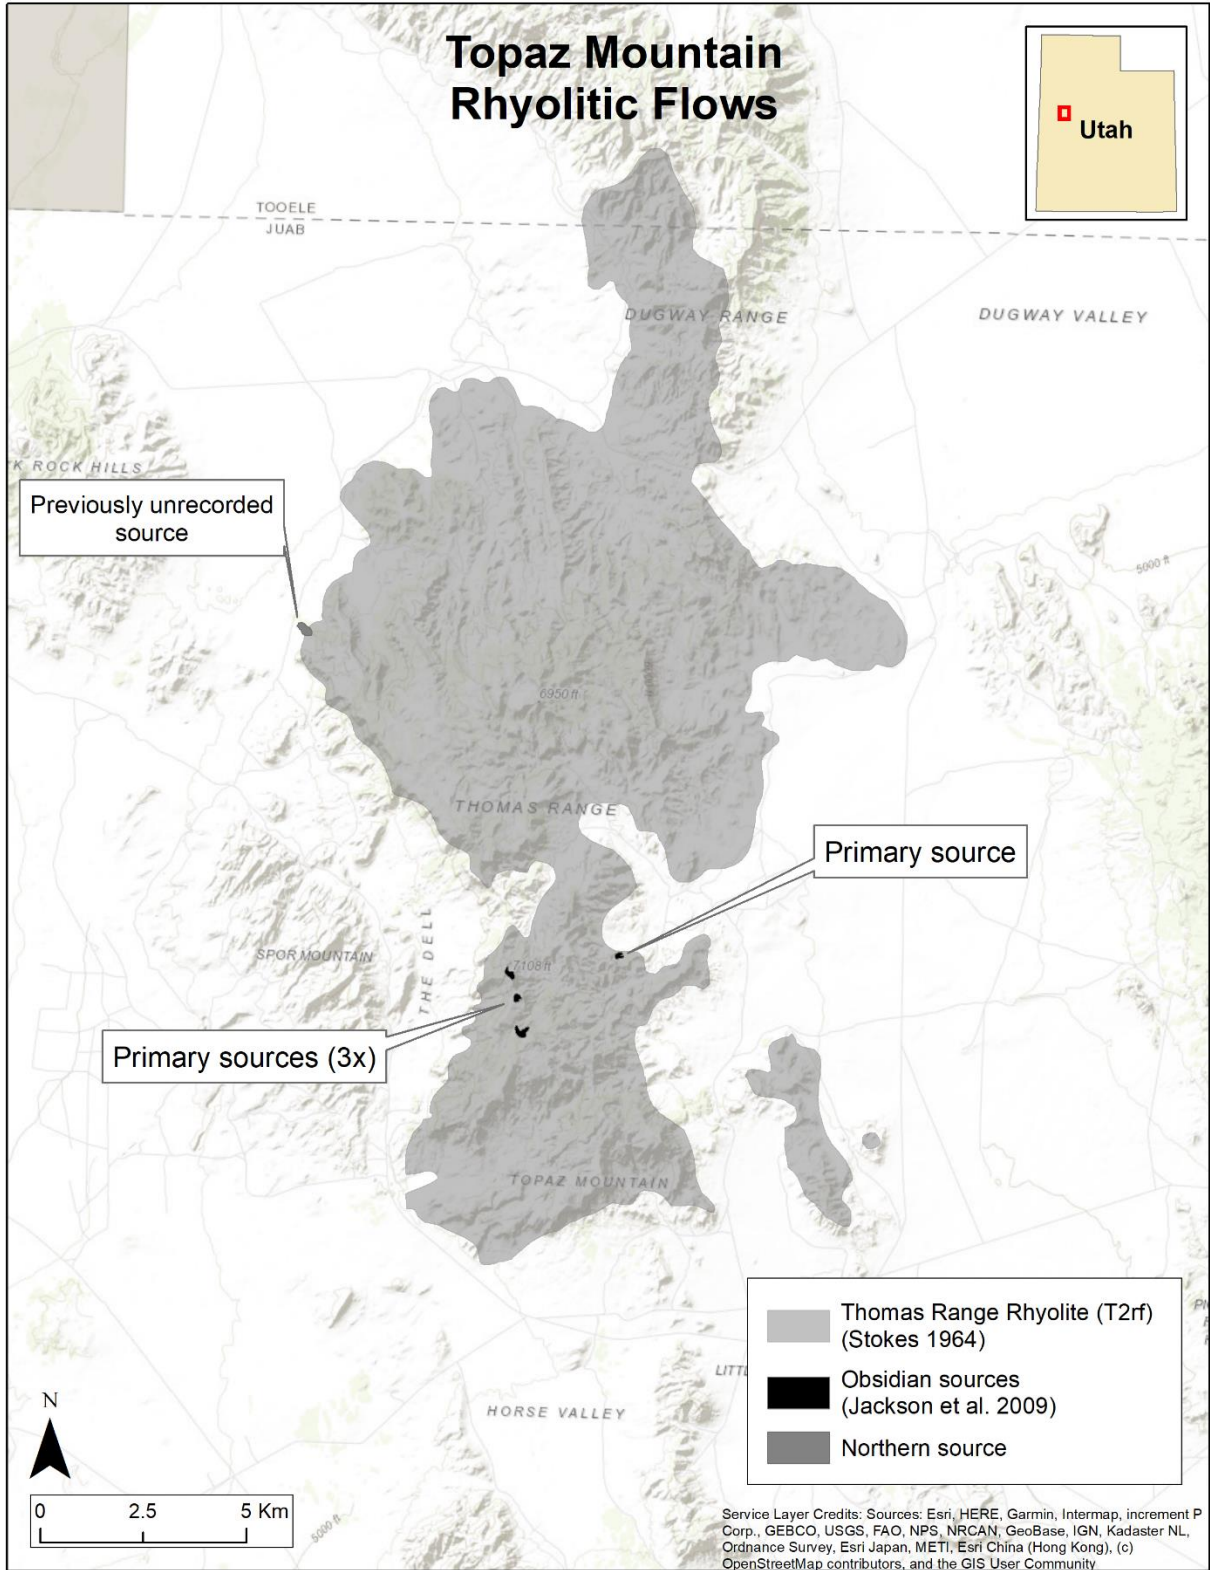 Topaz Mountain
Rhyolitic Flows
Utah
TOOELE
JUAB
DUGWAY RANGE
DUGWAY VALLEY
K ROCK HILLS
Previously unrecorded
source
5000 ft
6950 ft
THOMAS RANGE
Primary source
THE DELL
SPOR MOUNTAIN
7108 ft
Primary sources (3x)
TOPAZ MOUNTAIN
Thomas Range Rhyolite (T2rf)
(Stokes 1964)
LITTL
Obsidian sources
(Jackson et al. 2009)
HORSE VALLEY
Northern source
N
0 2.5 5 Km
5000 ft
Service Layer Credits: Sources: Esri, HERE, Garmin, Intermap, increment P
Corp., GEBCO, USGS, FAO, NPS, NRCAN, GeoBase, IGN, Kadaster NL,
Ordnance Survey, Esri Japan, METI, Esri China (Hong Kong), (c)
OpenStreetMap contributors, and the GIS User Community